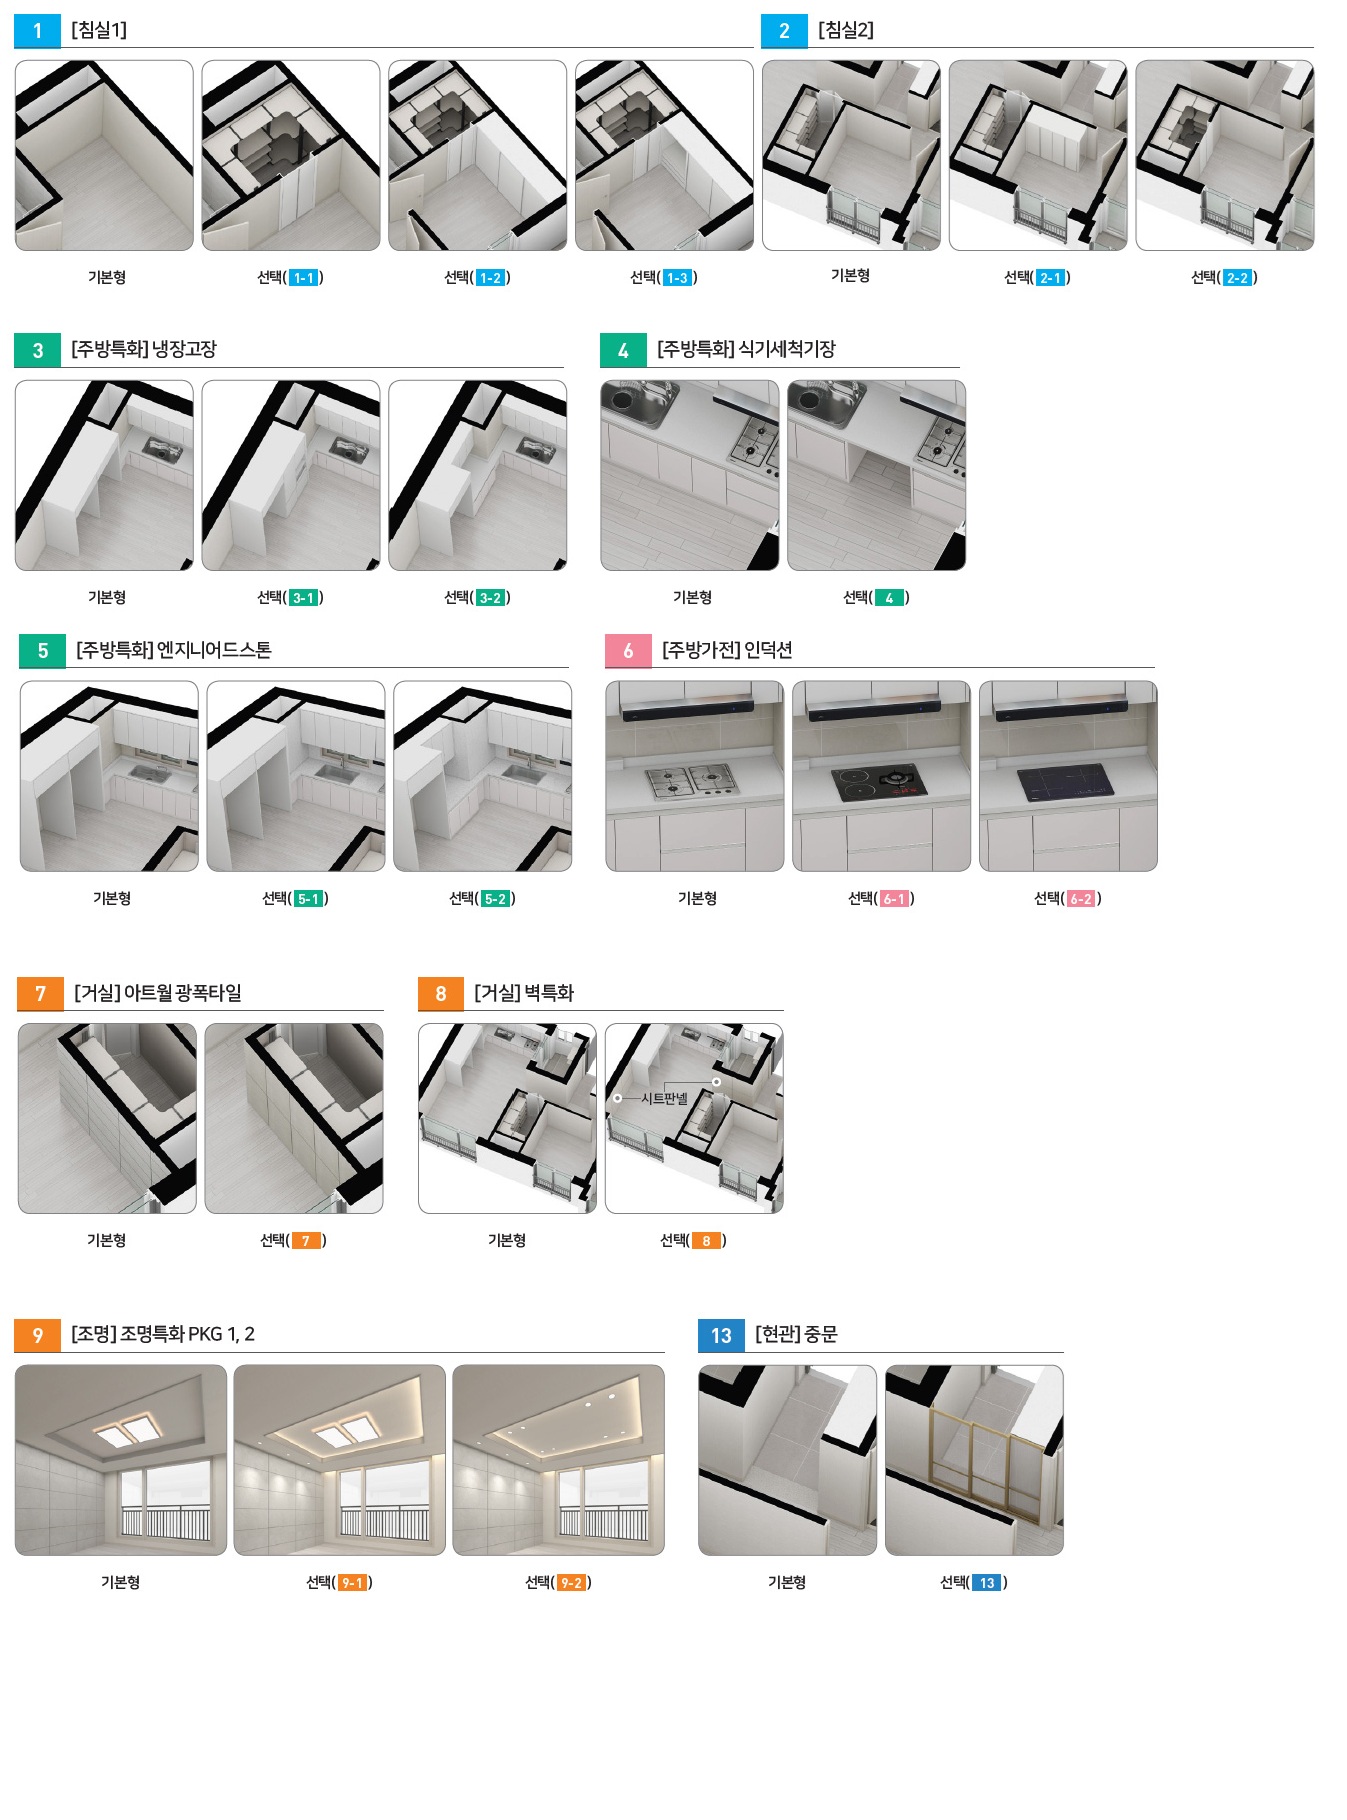 1 [침실1]
2 [침실2]
기본형
선택( 1-1 )
선택( 1-2 )
선택( 1-3 )
기본형
선택( 2-1 )
선택( 2-2 )
3 [주방특화] 냉장고장
4 [주방특화] 식기세척기장
기본형
선택( 3-1 )
선택( 3-2 )
기본형
선택( 4 )
5 [주방특화] 엔지니어드스톤
6 [주방가전] 인덕션
기본형
선택( 5-1 )
선택( 5-2 )
기본형
선택( 6-1 )
선택( 6-2 )
7 [거실] 아트월 광폭타일
8 [거실] 벽특화
시트판넬
기본형
선택( 7 )
기본형
선택( 8 )
9 [조명] 조명특화 PKG 1, 2
13 [현관] 중문
기본형
선택( 9-1 )
선택( 9-2 )
기본형
선택( 13 )